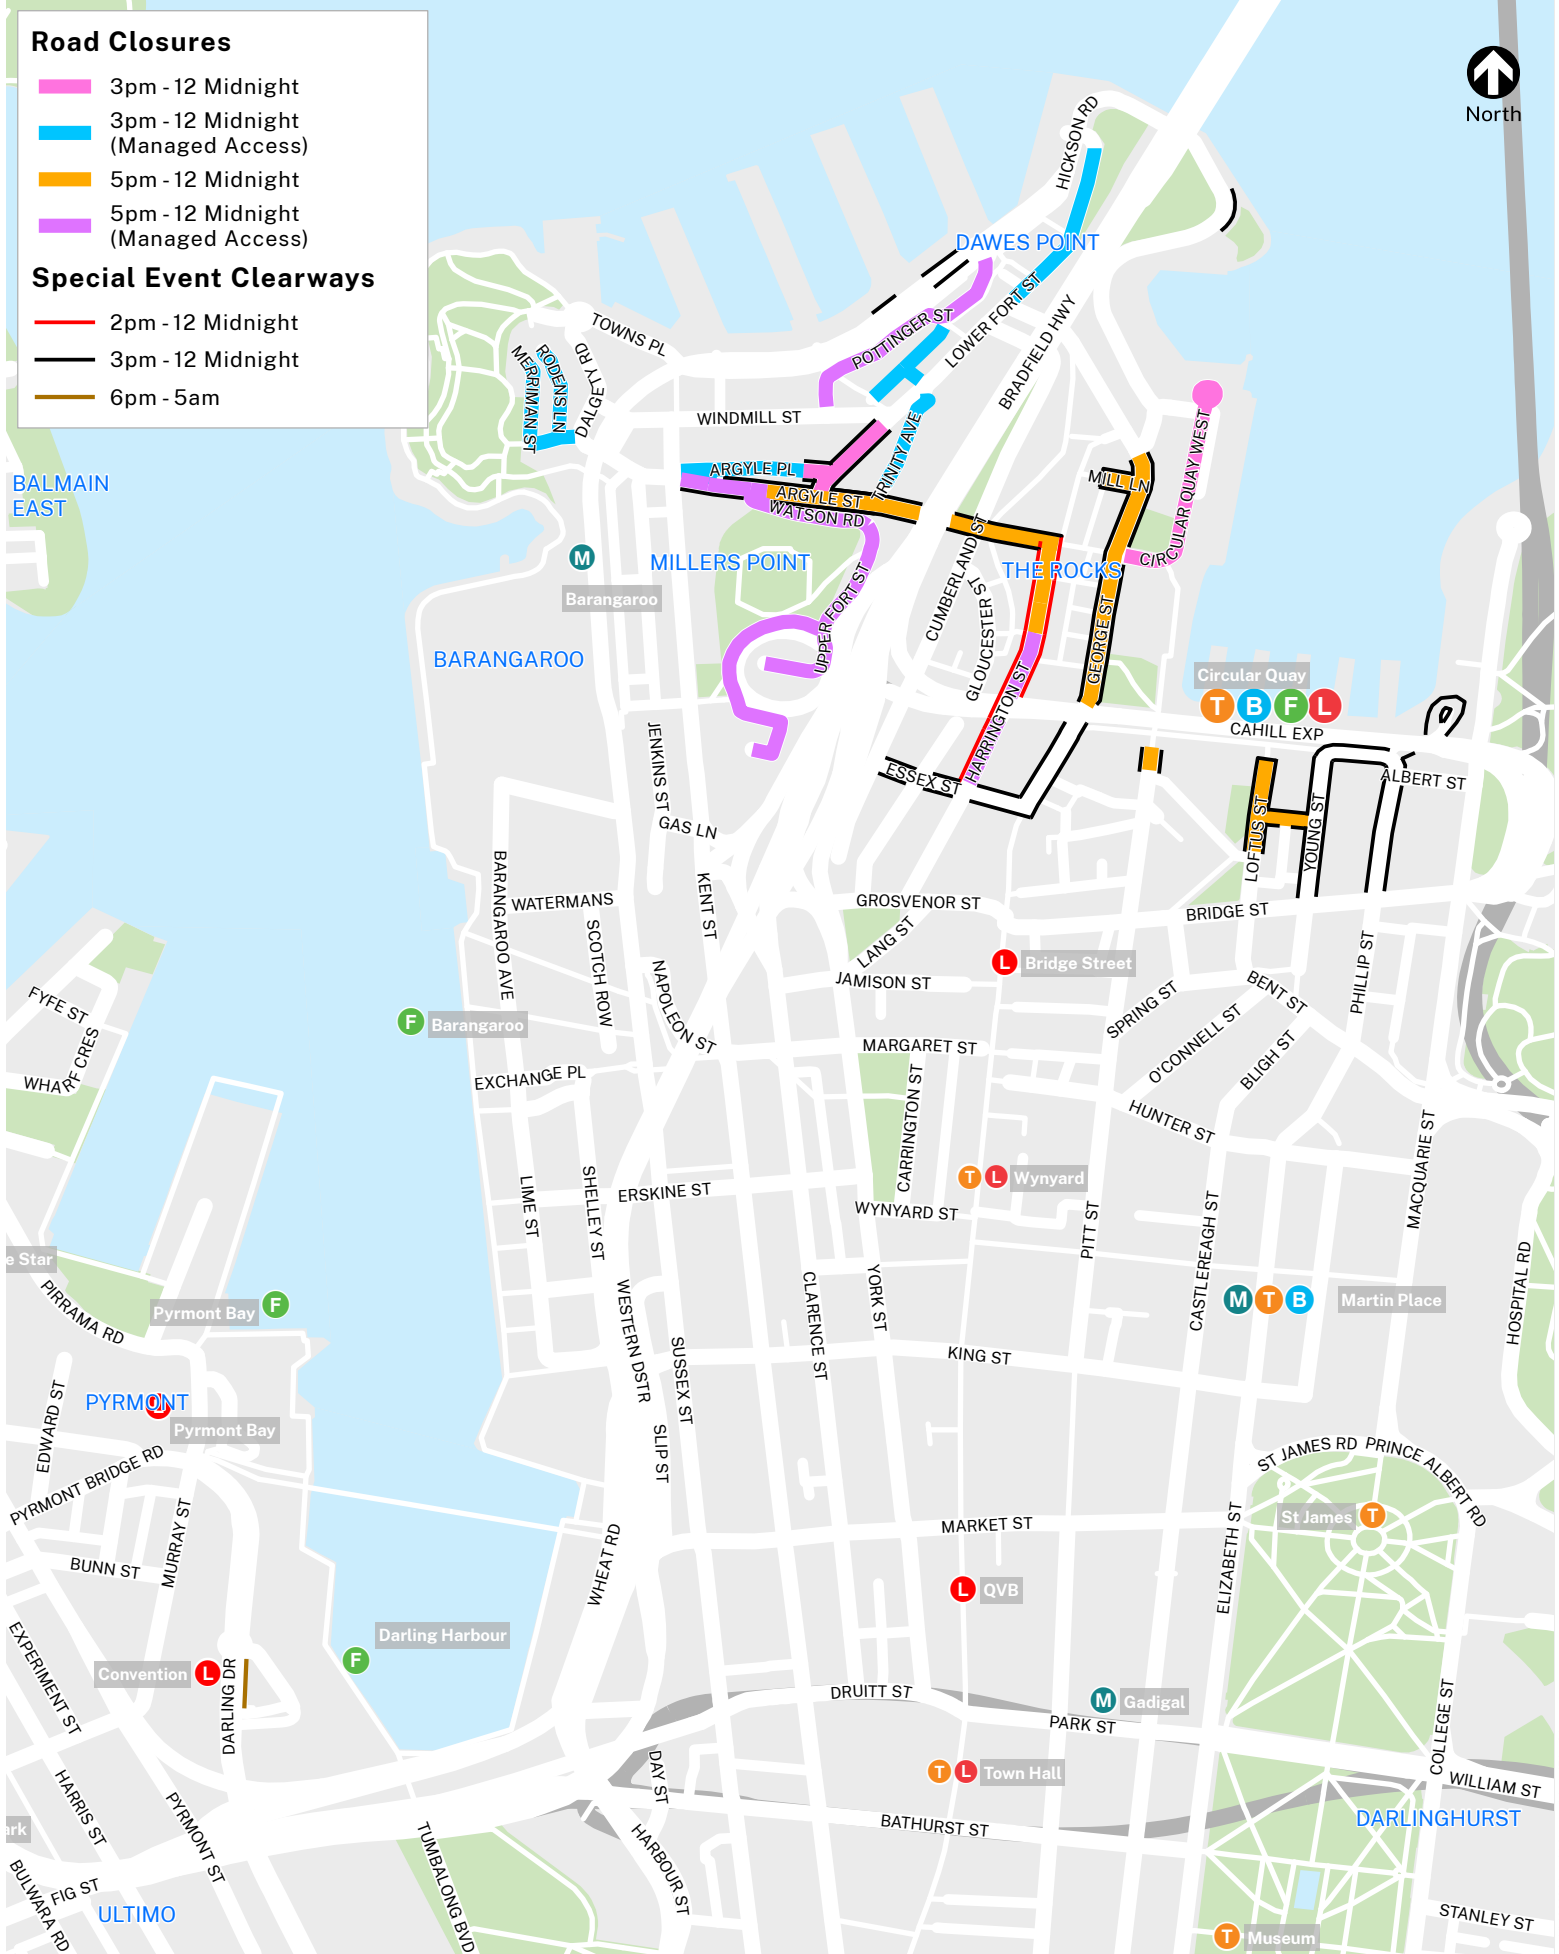 Road Closures
3pm - 12 Midnight
3pm - 12 Midnight
(Managed Access)
5pm - 12 Midnight
5pm - 12 Midnight
(Managed Access)
Special Event Clearways
2pm - 12 Midnight
3pm - 12 Midnight
6pm - 5am
North
HICKSON RD
DAWES POINT
TOWNS PL
POTTINGER ST
LOWER FORT ST
BRADFIELD HWY
MERRIMAN ST
RODENS LN
DALGETY RD
WINDMILL ST
TRINITY AVE
CIRCULAR QUAY WEST
ARGYLE PL
ARGYLE ST
WATSON RD
MILL LN
BALMAIN
EAST
M
Barangaroo
MILLERS POINT
CUMBERLAND ST
THE ROCKS
UPPER FORT ST
GLOUCESTER ST
GEORGE ST
BARANGAROO
HARRINGTON ST
Circular Quay
T B F L
CAHILL EXP
ESSEX ST
ALBERT ST
JENKINS ST
GAS LN
LOFTUS ST
YOUNG ST
BARANGAROO AVE
WATERMANS
KENT ST
GROSVENOR ST
BRIDGE ST
LANG ST
SCOTCH ROW
L Bridge Street
NAPOLEON ST
JAMISON ST
PHILLIP ST
BENT ST
SPRING ST
O'CONNELL ST
BLIGH ST
FYFE ST
F Barangaroo
WHARF CRES
MARGARET ST
EXCHANGE PL
CARRINGTON ST
HUNTER ST
MACQUARIE ST
T L Wynyard
LIME ST
SHELLEY ST
ERSKINE ST
WYNYARD ST
PITT ST
CASTLEREAGH ST
HOSPITAL RD
e Star
PIRRAMA RD
Pyrmont Bay F
WESTERN DSTR
CLARENCE ST
YORK ST
M T B Martin Place
SUSSEX ST
KING ST
EDWARD ST
PYRMONT
L
Pyrmont Bay
SLIP ST
PYRMONT BRIDGE RD
ST JAMES RD
PRINCE ALBERT RD
MURRAY ST
MARKET ST
St James T
BUNN ST
WHEAT RD
ELIZABETH ST
L QVB
EXPERIMENT ST
Darling Harbour
F
Convention L
DARLING DR
DRUITT ST
M Gadigal
PARK ST
COLLEGE ST
DAY ST
T L Town Hall
WILLIAM ST
HARRIS ST
PYRMONT ST
DARLINGHURST
ark
TUMBALONG BVD
HARBOUR ST
BATHURST ST
BULWARA RD
FIG ST
ULTIMO
STANLEY ST
T Museum